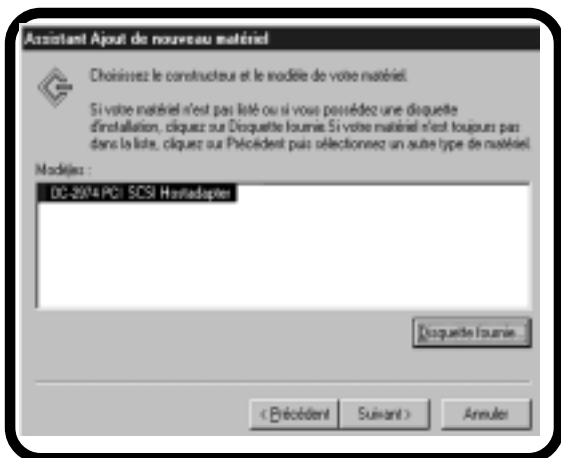 Assistant Ajout de nouveau matériel
Choisissez le constructeur et le modèle de votre matériel.
Si votre matériel n'est pas listé ou si vous possédez une disquette
d'installation, cliquez sur Disquette fournie. Si votre matériel n'est toujours pas
dans la liste, cliquez sur Précédent puis sélectionnez un autre type de matériel.
Modèles :
DC-2974 PCI SCSI Hostadapter
Disquette fournie...
< Précédent
Suivant >
Annuler